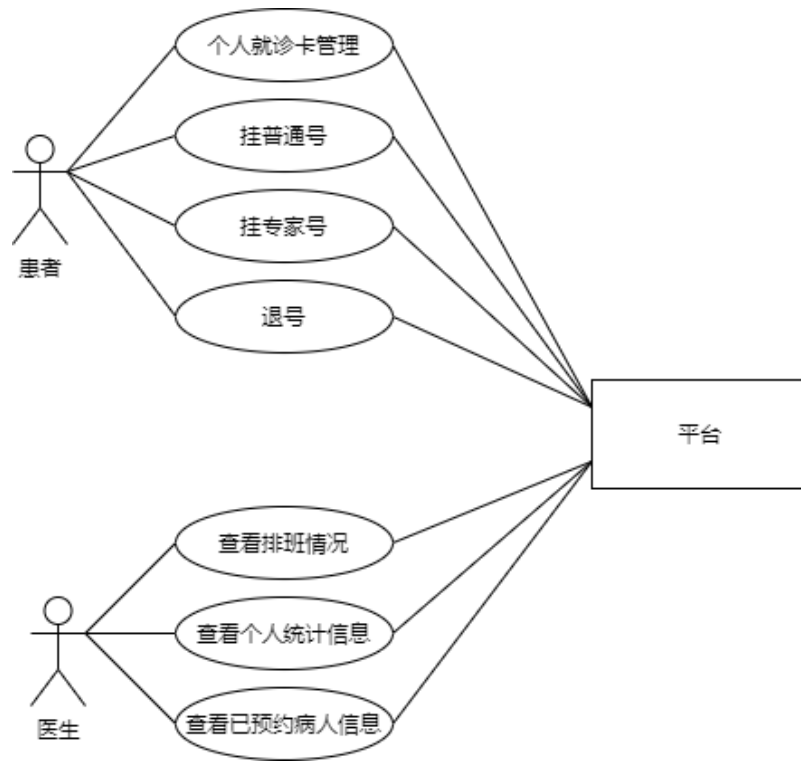 个人就诊卡管理
挂普通号
挂专家号
患者
退号
平台
查看排班情况
查看个人统计信息
医生
查看已预约病人信息